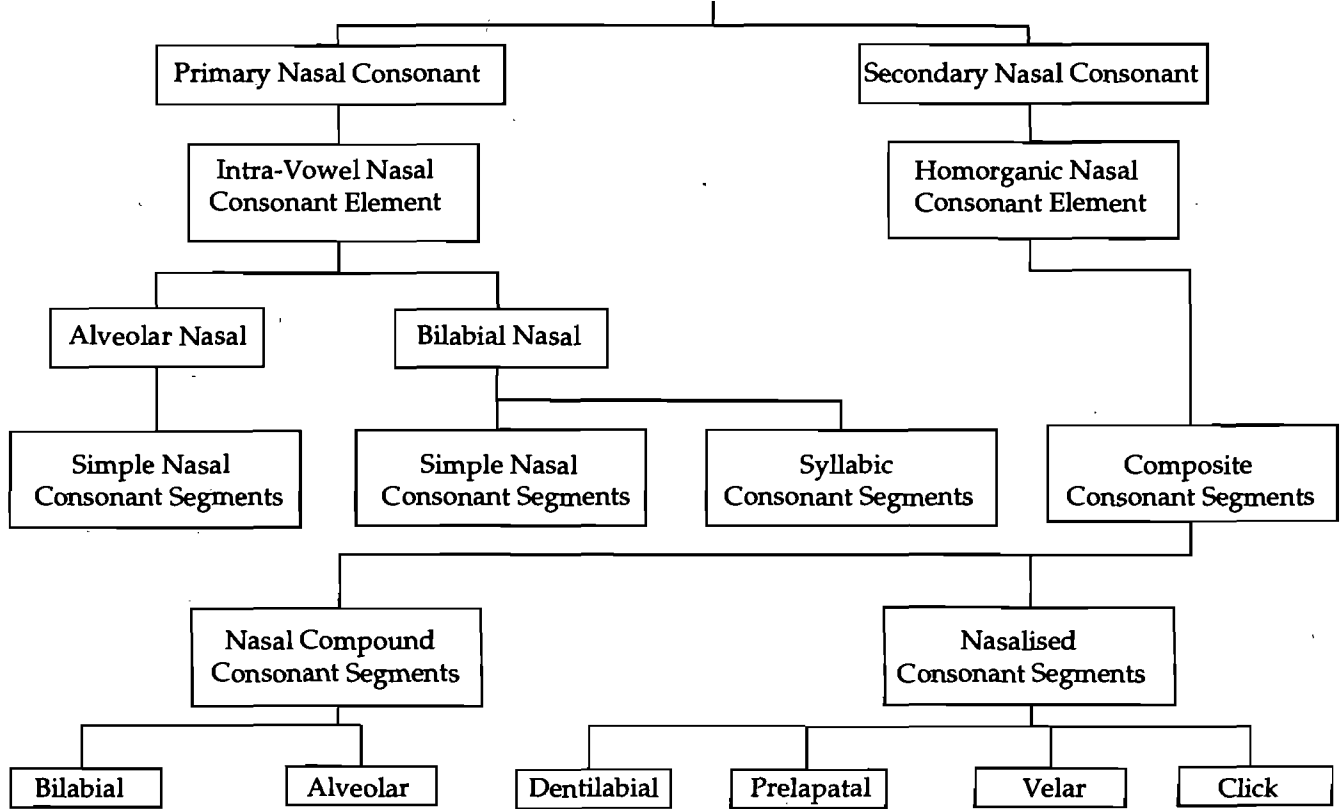 Primary Nasal Consonant
Secondary Nasal Consonant
Intra-Vowel Nasal
Consonant Element
Homorganic Nasal
Consonant Element
Alveolar Nasal
Bilabial Nasal
Simple Nasal
Consonant Segments
Simple Nasal
Consonant Segments
Syllabic
Consonant Segments
Composite
Consonant Segments
Nasal Compound
Consonant Segments
Nasalised
Consonant Segments
Bilabial
Alveolar
Dentilabial
Prelapatal
Velar
Click